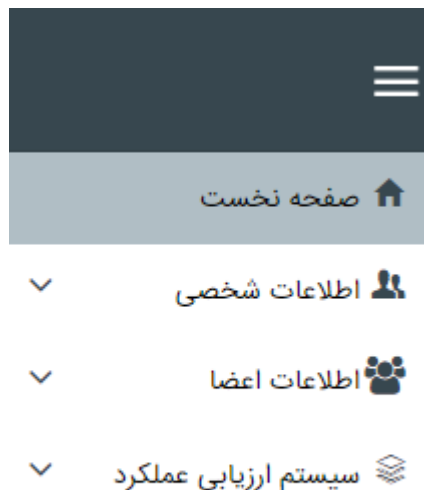 صفحه نخست
اطلاعات شخصی
اطلاعات اعضا
سیستم ارزیابی عملکرد